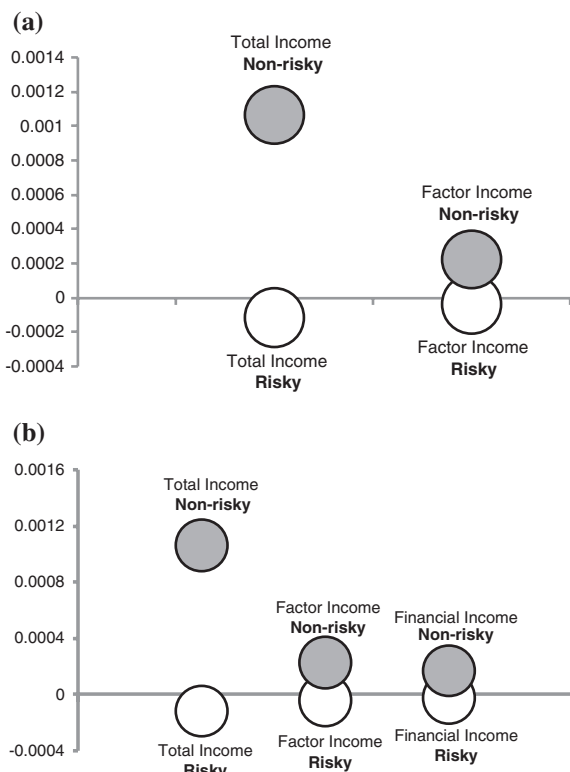 (a)
Total Income
Non-risky
0.0014
0.0012
0.001
0.0008
0.0006
0.0004
0.0002
0
-0.0002
-0.0004
Factor Income
Non-risky
Total Income
Risky
Factor Income
Risky
(b)
0.0016
0.0012
0.0008
0.0004
0
-0.0004
Total Income
Non-risky
Factor Income
Non-risky
Financial Income
Non-risky
Total Income
Risky
Factor Income
Risky
Financial Income
Risky